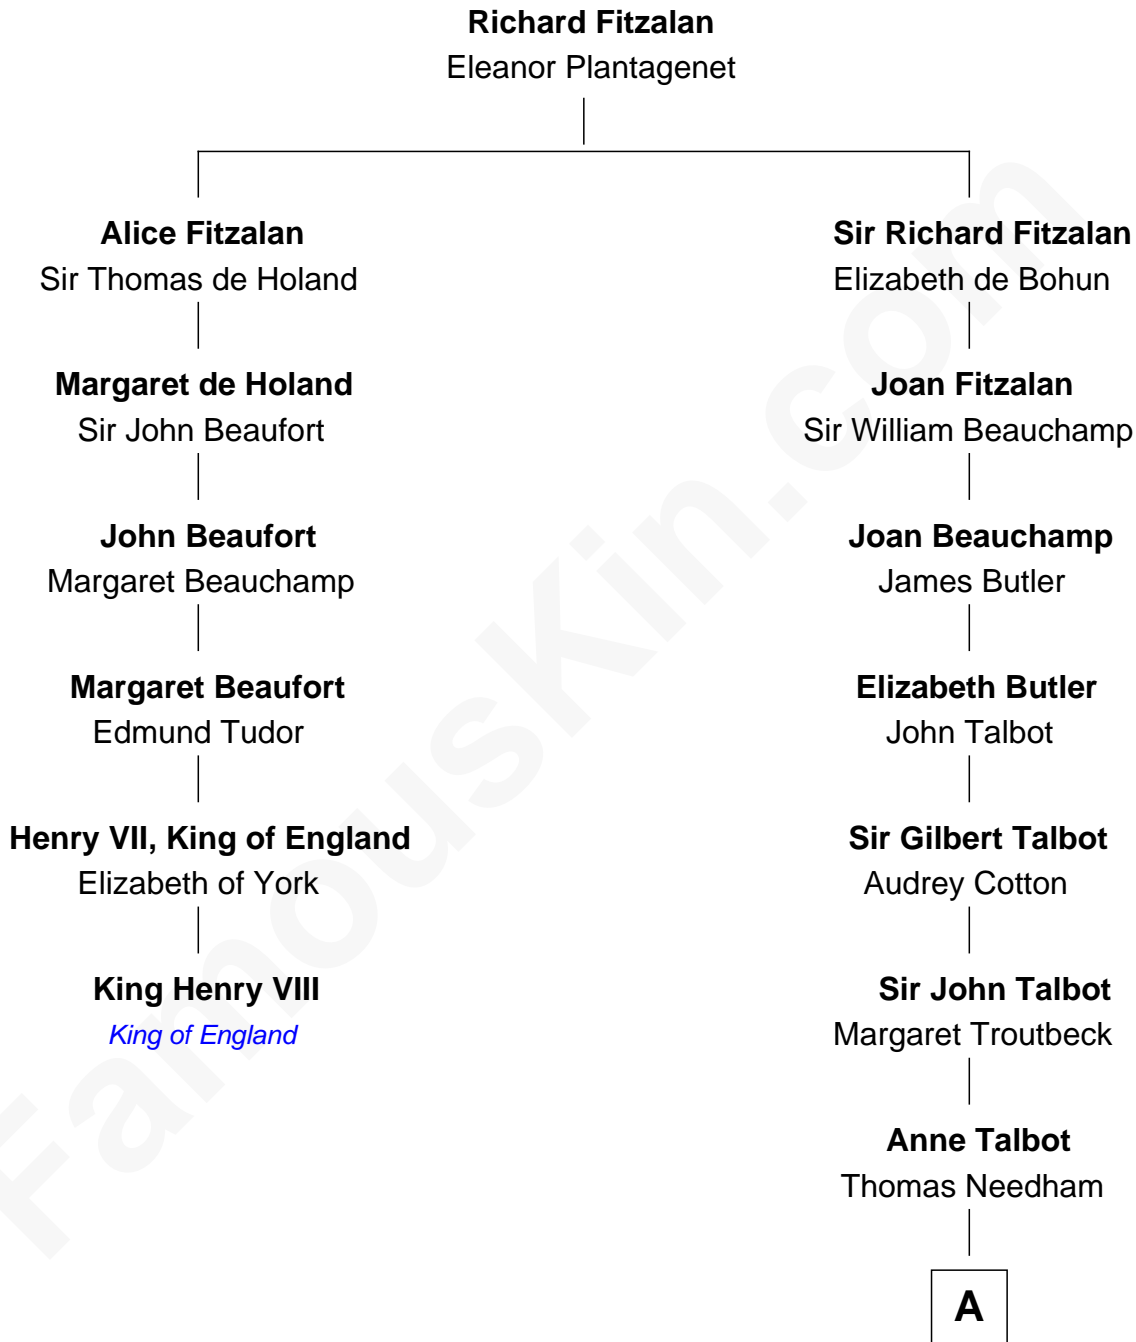 Richard Fitzalan
Eleanor Plantagenet
Alice Fitzalan
Sir Thomas de Holand
Margaret de Holand
Sir John Beaufort
John Beaufort
Margaret Beauchamp
Margaret Beaufort
Edmund Tudor
Henry VII, King of England
Elizabeth of York
King Henry VIII
King of England
Sir Richard Fitzalan
Elizabeth de Bohun
Joan Fitzalan
Sir William Beauchamp
Joan Beauchamp
James Butler
Elizabeth Butler
John Talbot
Sir Gilbert Talbot
Audrey Cotton
Sir John Talbot
Margaret Troutbeck
Anne Talbot
Thomas Needham
A
FamousKin.com